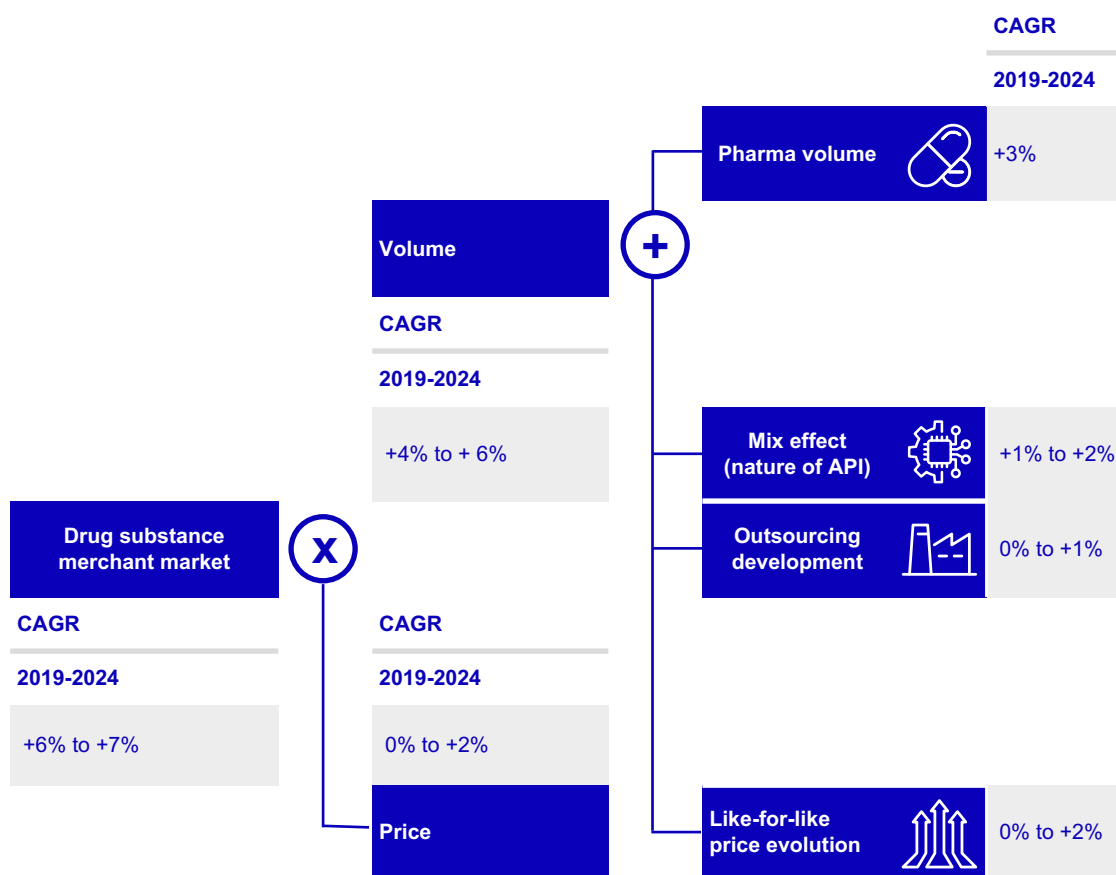 CAGR
2019-2024
Pharma volume
+3%
Volume
+
CAGR
2019-2024
+4% to + 6%
Mix effect
(nature of API)
+1% to +2%
Drug substance
merchant market
X
Outsourcing
development
0% to +1%
CAGR
2019-2024
+6% to +7%
CAGR
2019-2024
0% to +2%
Price
Like-for-like
price evolution
0% to +2%